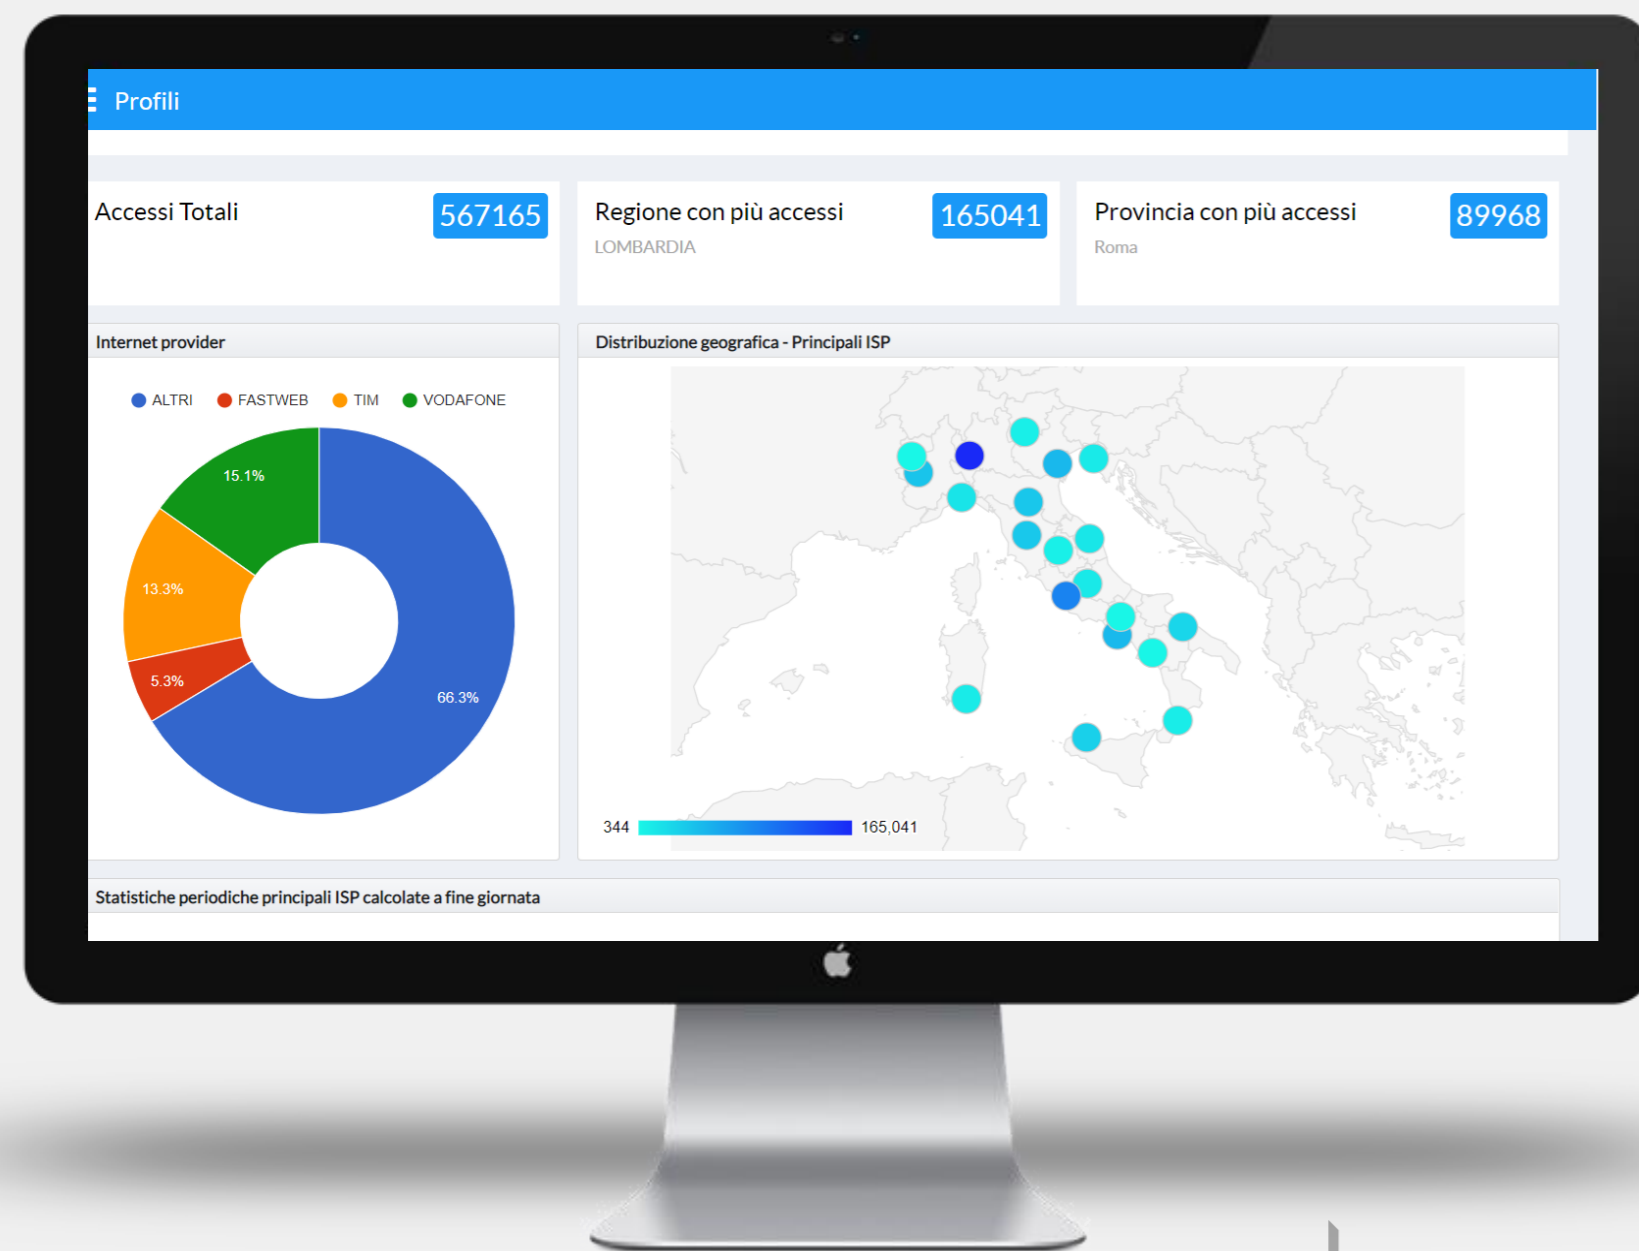 Profili
Accessi Totali
567165
Regione con più accessi
165041
LOMBARDIA
Provincia con più accessi
89968
Roma
Internet provider
ALTRI
FASTWEB
TIM
VODAFONE
15.1%
13.3%
5.3%
66.3%
Distribuzione geografica - Principali ISP
344
165,041
Statistiche periodiche principali ISP calcolate a fine giornata